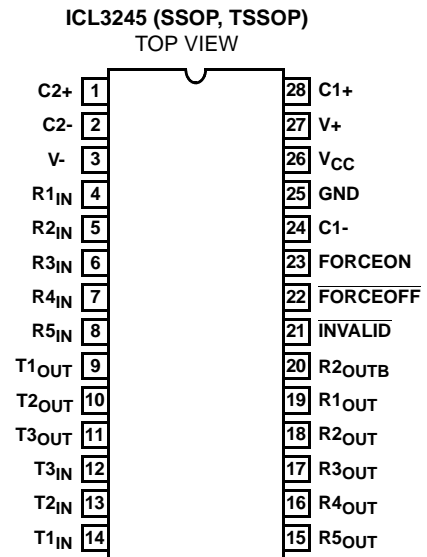 ICL3245 (SSOP, TSSOP)
TOP VIEW
C2+ 1 28 C1+
C2- 2 27 V+
V- 3 26 VCC
R1IN 4 25 GND
R2IN 5 24 C1-
R3IN 6 23 FORCEON
R4IN 7 22 FORCEOFF
R5IN 8 21 INVALID
T1OUT 9 20 R2OUTB
T2OUT 10 19 R1OUT
T3OUT 11 18 R2OUT
T3IN 12 17 R3OUT
T2IN 13 16 R4OUT
T1IN 14 15 R5OUT